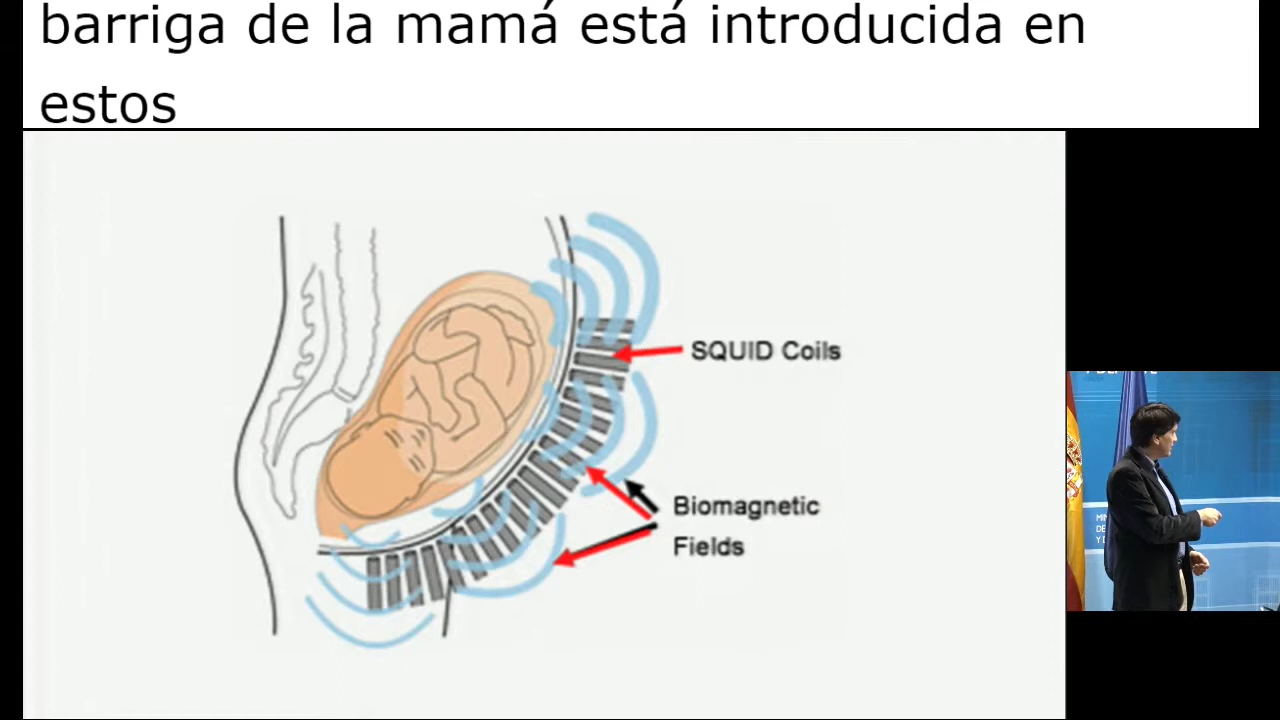 barriga de la mamá está introducida en
estos
SQUID Coils
Biomagnetic
Fields